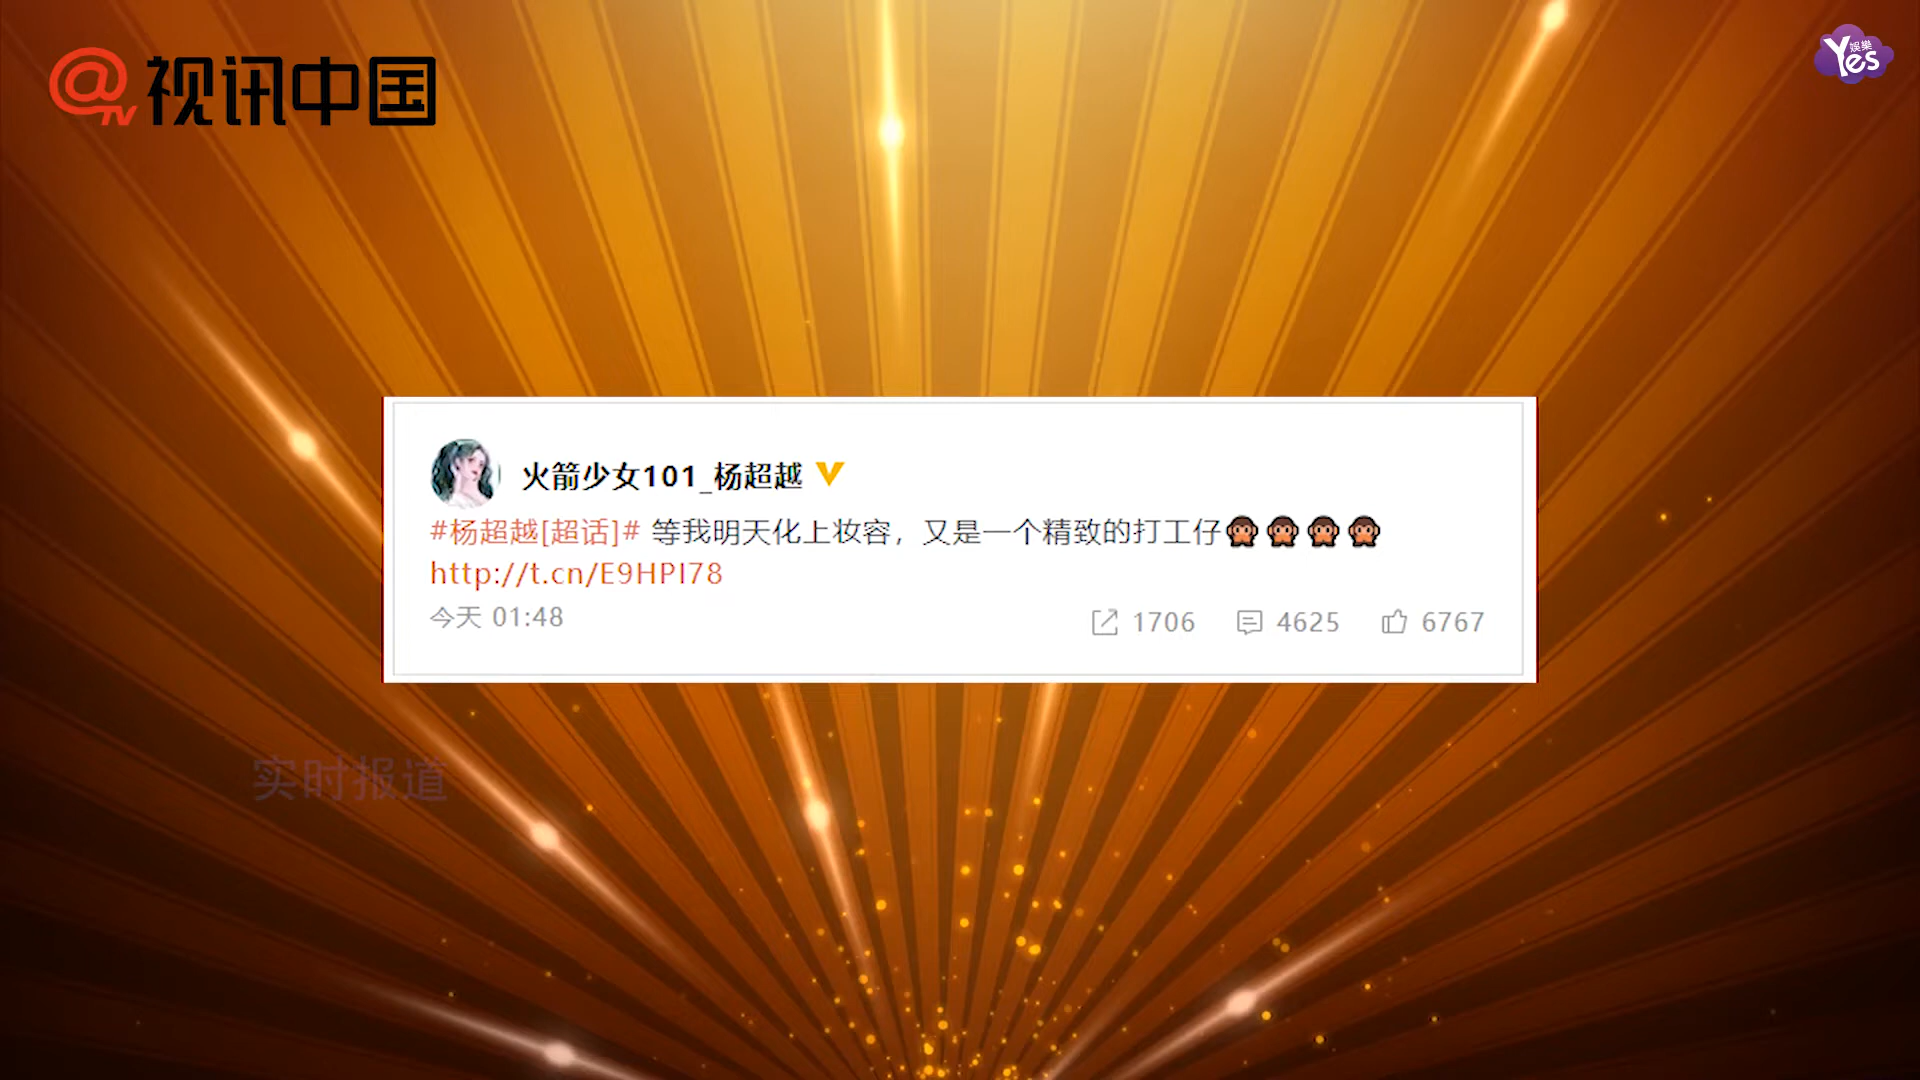 @TV 视讯中国
Yes 娱樂
火箭少女101_杨超越
#杨超越[超话]# 等我明天化上妆容，又是一个精致的打工仔🙊🙊🙊🙊
http://t.cn/E9HPI78
今天 01:48
1706 4625 6767
实时报道